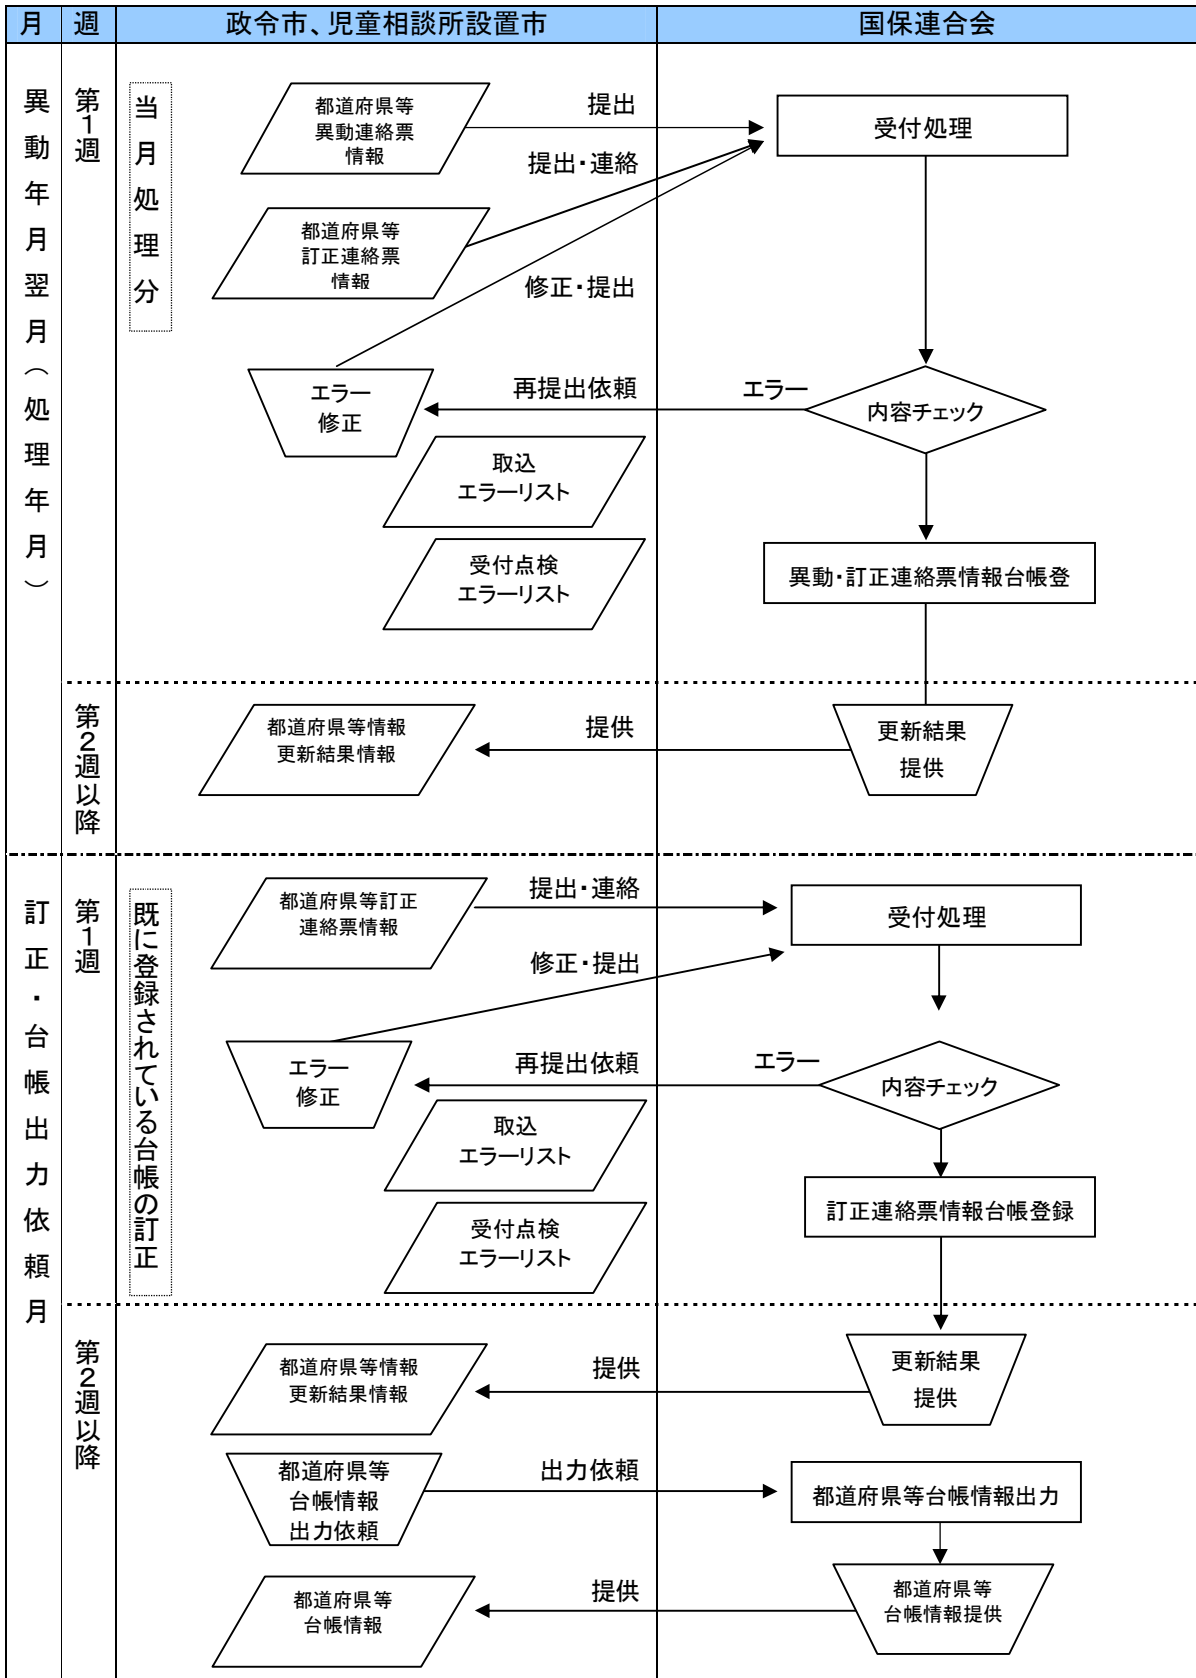 月
週
政令市、児童相談所設置市
国保連合会
異動年月翌月（処理年月）
第1週
当月処理分
都道府県等
異動連絡票
情報
提出
受付処理
提出・連絡
都道府県等
訂正連絡票
情報
修正・提出
エラー
修正
再提出依頼
エラー
内容チェック
取込
エラーリスト
受付点検
エラーリスト
異動・訂正連絡票情報台帳登
第2週以降
都道府県等情報
更新結果情報
提供
更新結果
提供
訂正・台帳出力依頼月
第1週
既に登録されている台帳の訂正
都道府県等訂正
連絡票情報
提出・連絡
受付処理
修正・提出
エラー
修正
再提出依頼
エラー
内容チェック
取込
エラーリスト
受付点検
エラーリスト
訂正連絡票情報台帳登録
第2週以降
都道府県等情報
更新結果情報
提供
更新結果
提供
都道府県等
台帳情報
出力依頼
出力依頼
都道府県等台帳情報出力
都道府県等
台帳情報
提供
都道府県等
台帳情報提供